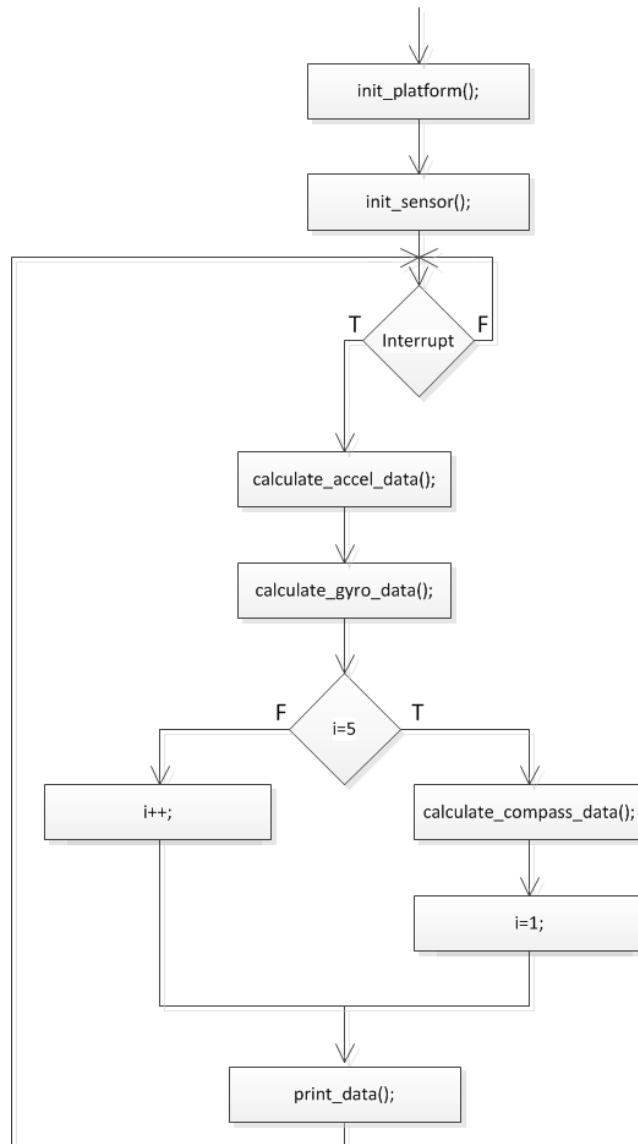 init_platform();
init_sensor();
T
F
Interrupt
calculate_accel_data();
calculate_gyro_data();
F
T
i=5
i++;
calculate_compass_data();
i=1;
print_data();